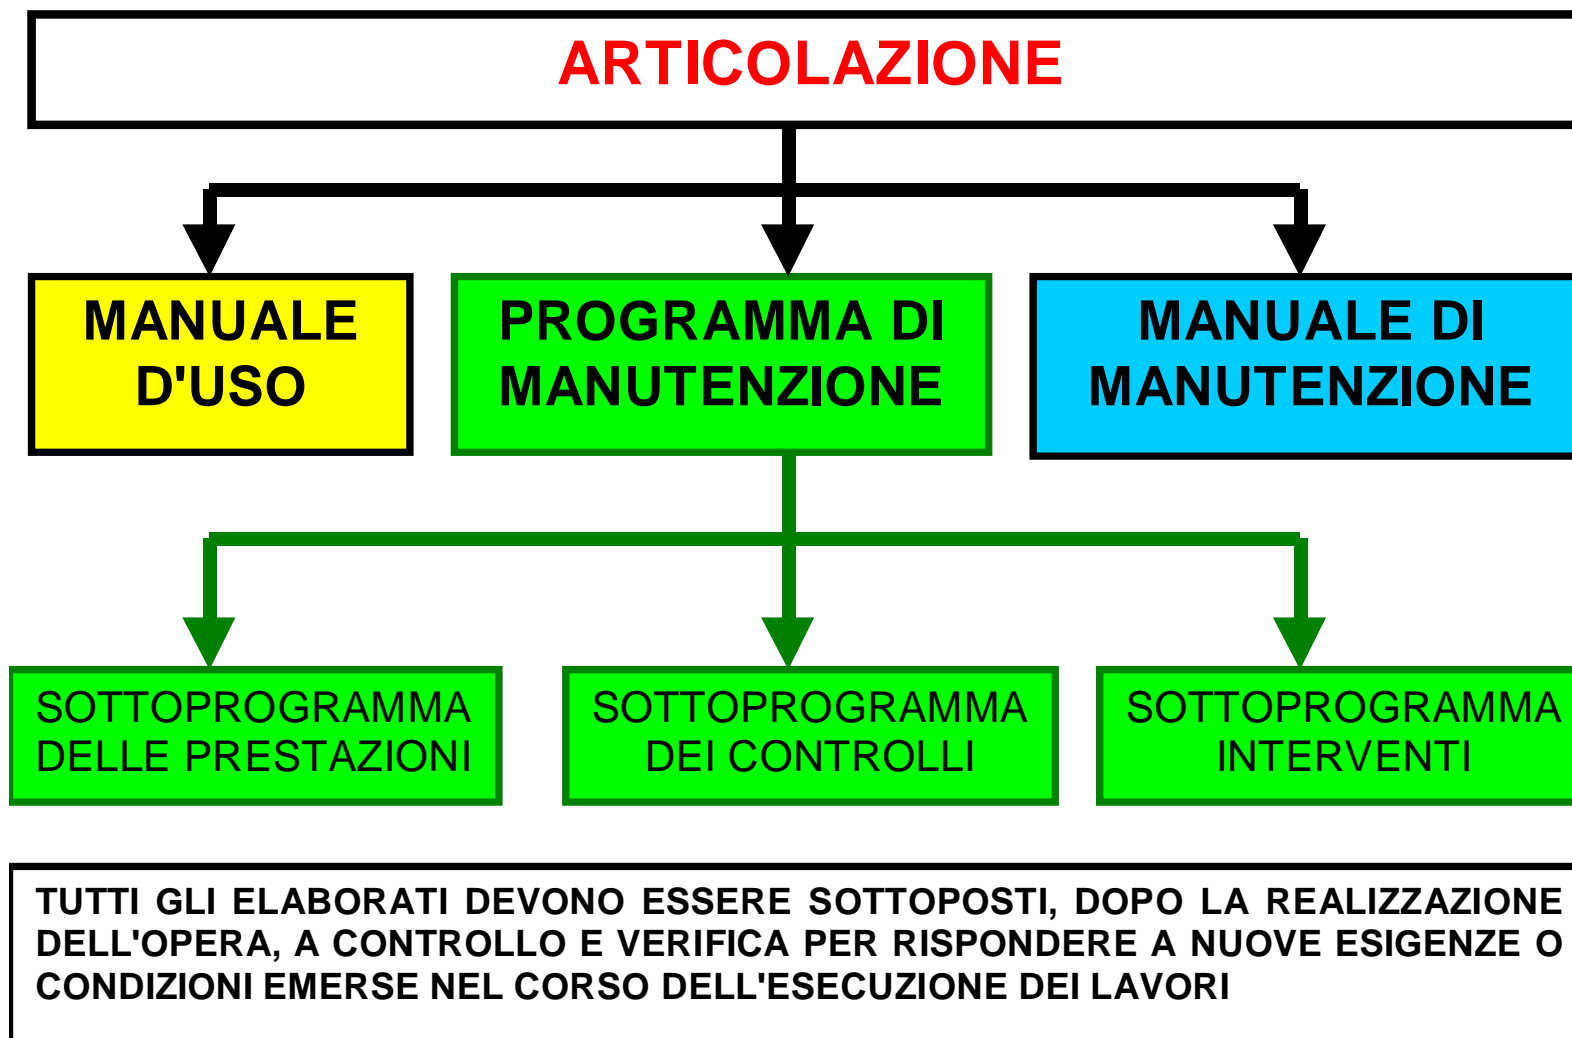 ARTICOLAZIONE
MANUALE
D'USO
PROGRAMMA DI
MANUTENZIONE
MANUALE DI
MANUTENZIONE
SOTTOPROGRAMMA
DELLE PRESTAZIONI
SOTTOPROGRAMMA
DEI CONTROLLI
SOTTOPROGRAMMA
INTERVENTI
TUTTI GLI ELABORATI DEVONO ESSERE SOTTOPOSTI, DOPO LA REALIZZAZIONE
DELL'OPERA, A CONTROLLO E VERIFICA PER RISPONDERE A NUOVE ESIGENZE O
CONDIZIONI EMERSE NEL CORSO DELL'ESECUZIONE DEI LAVORI